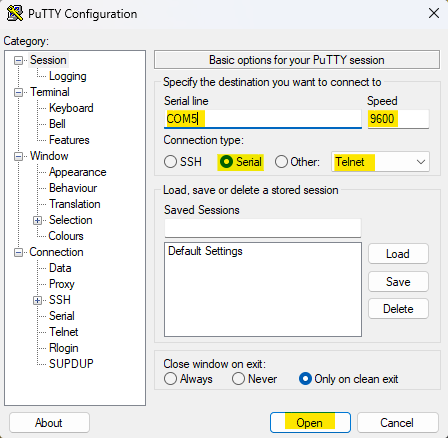 PuTTY Configuration
Category:
Session
Logging
Terminal
Keyboard
Bell
Features
Window
Appearance
Behaviour
Translation
Selection
Colours
Connection
Data
Proxy
SSH
Serial
Telnet
Rlogin
SUPDUP
Basic options for your PuTTY session
Specify the destination you want to connect to
Serial line Speed
COM5 9600
Connection type:
SSH Serial Other: Telnet
Load, save or delete a stored session
Saved Sessions
Default Settings
Load
Save
Delete
Close window on exit:
Always Never Only on clean exit
About Open Cancel